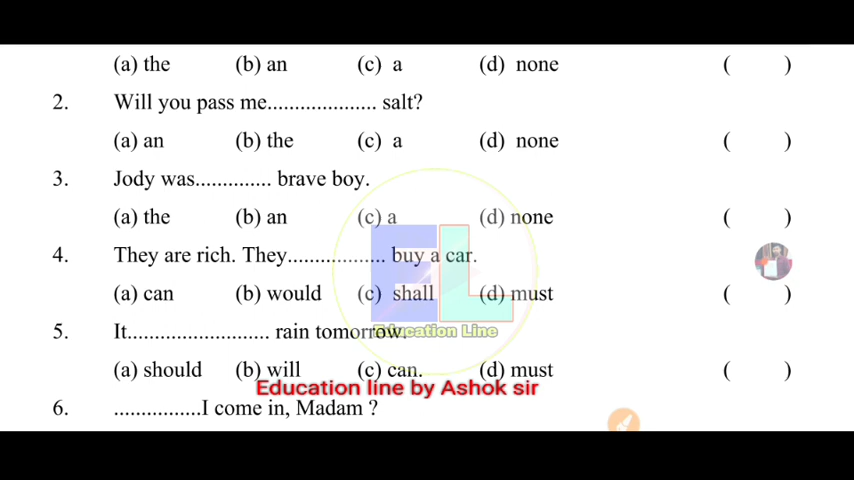 (a) the (b) an (c) a (d) none ( )
2. Will you pass me.................... salt?
(a) an (b) the (c) a (d) none ( )
3. Jody was.............. brave boy.
(a) the (b) an (c) a (d) none ( )
4. They are rich. They.................. buy a car.
(a) can (b) would (c) shall (d) must ( )
5. It.......................... rain tomorrow.
(a) should (b) will (c) can. (d) must ( )
6. ................I come in, Madam ?
EL
Education Line
Education line by Ashok sir